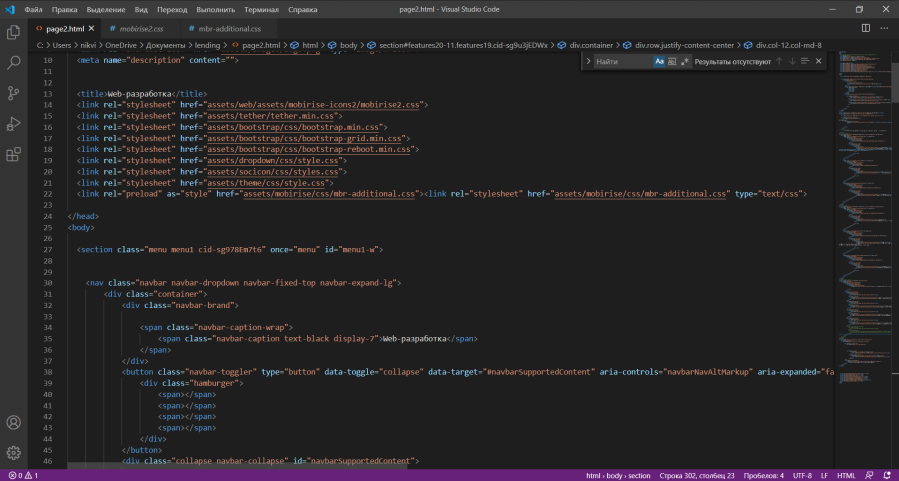 Файл Правка Выделение Вид Переход Выполнить Терминал Справка page2.html - Visual Studio Code
page2.html mobirise2.css mbr-additional.css
C: > Users > nikvi > OneDrive > Документы > lending > page2.html > html > body > section#features20-11.features19.cid-sg9u3jEDWx > div.container > div.row.justify-content-center > div.col-12.col-md-8
Найти Результаты отсутствуют
10 <meta name="description" content="">
11
12
13 <title>Web-разработка</title>
14 <link rel="stylesheet" href="assets/web/assets/mobirise-icons2/mobirise2.css">
15 <link rel="stylesheet" href="assets/tether/tether.min.css">
16 <link rel="stylesheet" href="assets/bootstrap/css/bootstrap.min.css">
17 <link rel="stylesheet" href="assets/bootstrap/css/bootstrap-grid.min.css">
18 <link rel="stylesheet" href="assets/bootstrap/css/bootstrap-reboot.min.css">
19 <link rel="stylesheet" href="assets/dropdown/css/style.css">
20 <link rel="stylesheet" href="assets/socicon/css/styles.css">
21 <link rel="stylesheet" href="assets/theme/css/style.css">
22 <link rel="preload" as="style" href="assets/mobirise/css/mbr-additional.css"><link rel="stylesheet" href="assets/mobirise/css/mbr-additional.css" type="text/css">
23
24 </head>
25 <body>
26
27 <section class="menu menu1 cid-sg978Em7t6" once="menu" id="menu1-w">
28
29
30 <nav class="navbar navbar-dropdown navbar-fixed-top navbar-expand-lg">
31 <div class="container">
32 <div class="navbar-brand">
33
34 <span class="navbar-caption-wrap">
35 <span class="navbar-caption text-black display-7">Web-разработка</span>
36 </span>
37 </div>
38 <button class="navbar-toggler" type="button" data-toggle="collapse" data-target="#navbarSupportedContent" aria-controls="navbarNavAltMarkup" aria-expanded="fa
39 <div class="hamburger">
40 <span></span>
41 <span></span>
42 <span></span>
43 <span></span>
44 </div>
45 </button>
46 <div class="collapse navbar-collapse" id="navbarSupportedContent">
0 1 html > body > section Строка 302, столбец 23 Пробелов: 4 UTF-8 LF HTML